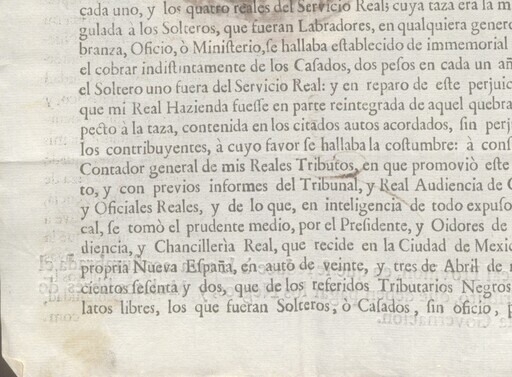 cada uno, y los quatro reales del Servicio Real; cuya taza era la m
gulada à los Solteros, que fueran Labradores, en qualquiera genero
branza, Oficio, ò Ministerio, se hallaba establecido de immemorial
el cobrar indistintamente de los Casados, dos pesos en cada un añ
el Soltero uno fuera del Servicio Real: y en reparo de este perjuic
que mi Real Hazienda fuesse en parte reintegrada de aquel quebra
pecto à la taza, contenida en los citados autos acordados, sin perj
los contribuyentes, à cuyo favor se hallaba la costumbre: à cons
Contador general de mis Reales Tributos, en que promoviò este
to, y con previos informes del Tribunal, y Real Audiencia de C
y Oficiales Reales, y de lo que, en inteligencia de todo expuso
cal, se tomò el prudente medio, por el Presidente, y Oidores de
diencia, y Chancillerìa Real, que recide en la Ciudad de Mexic
propria Nueva España, en auto de veinte, y tres de Abril de
cientos sesenta y dos, que de los referidos Tributarios Negros
latos libres, los que fueran Solteros, ò Casados, sin oficio,